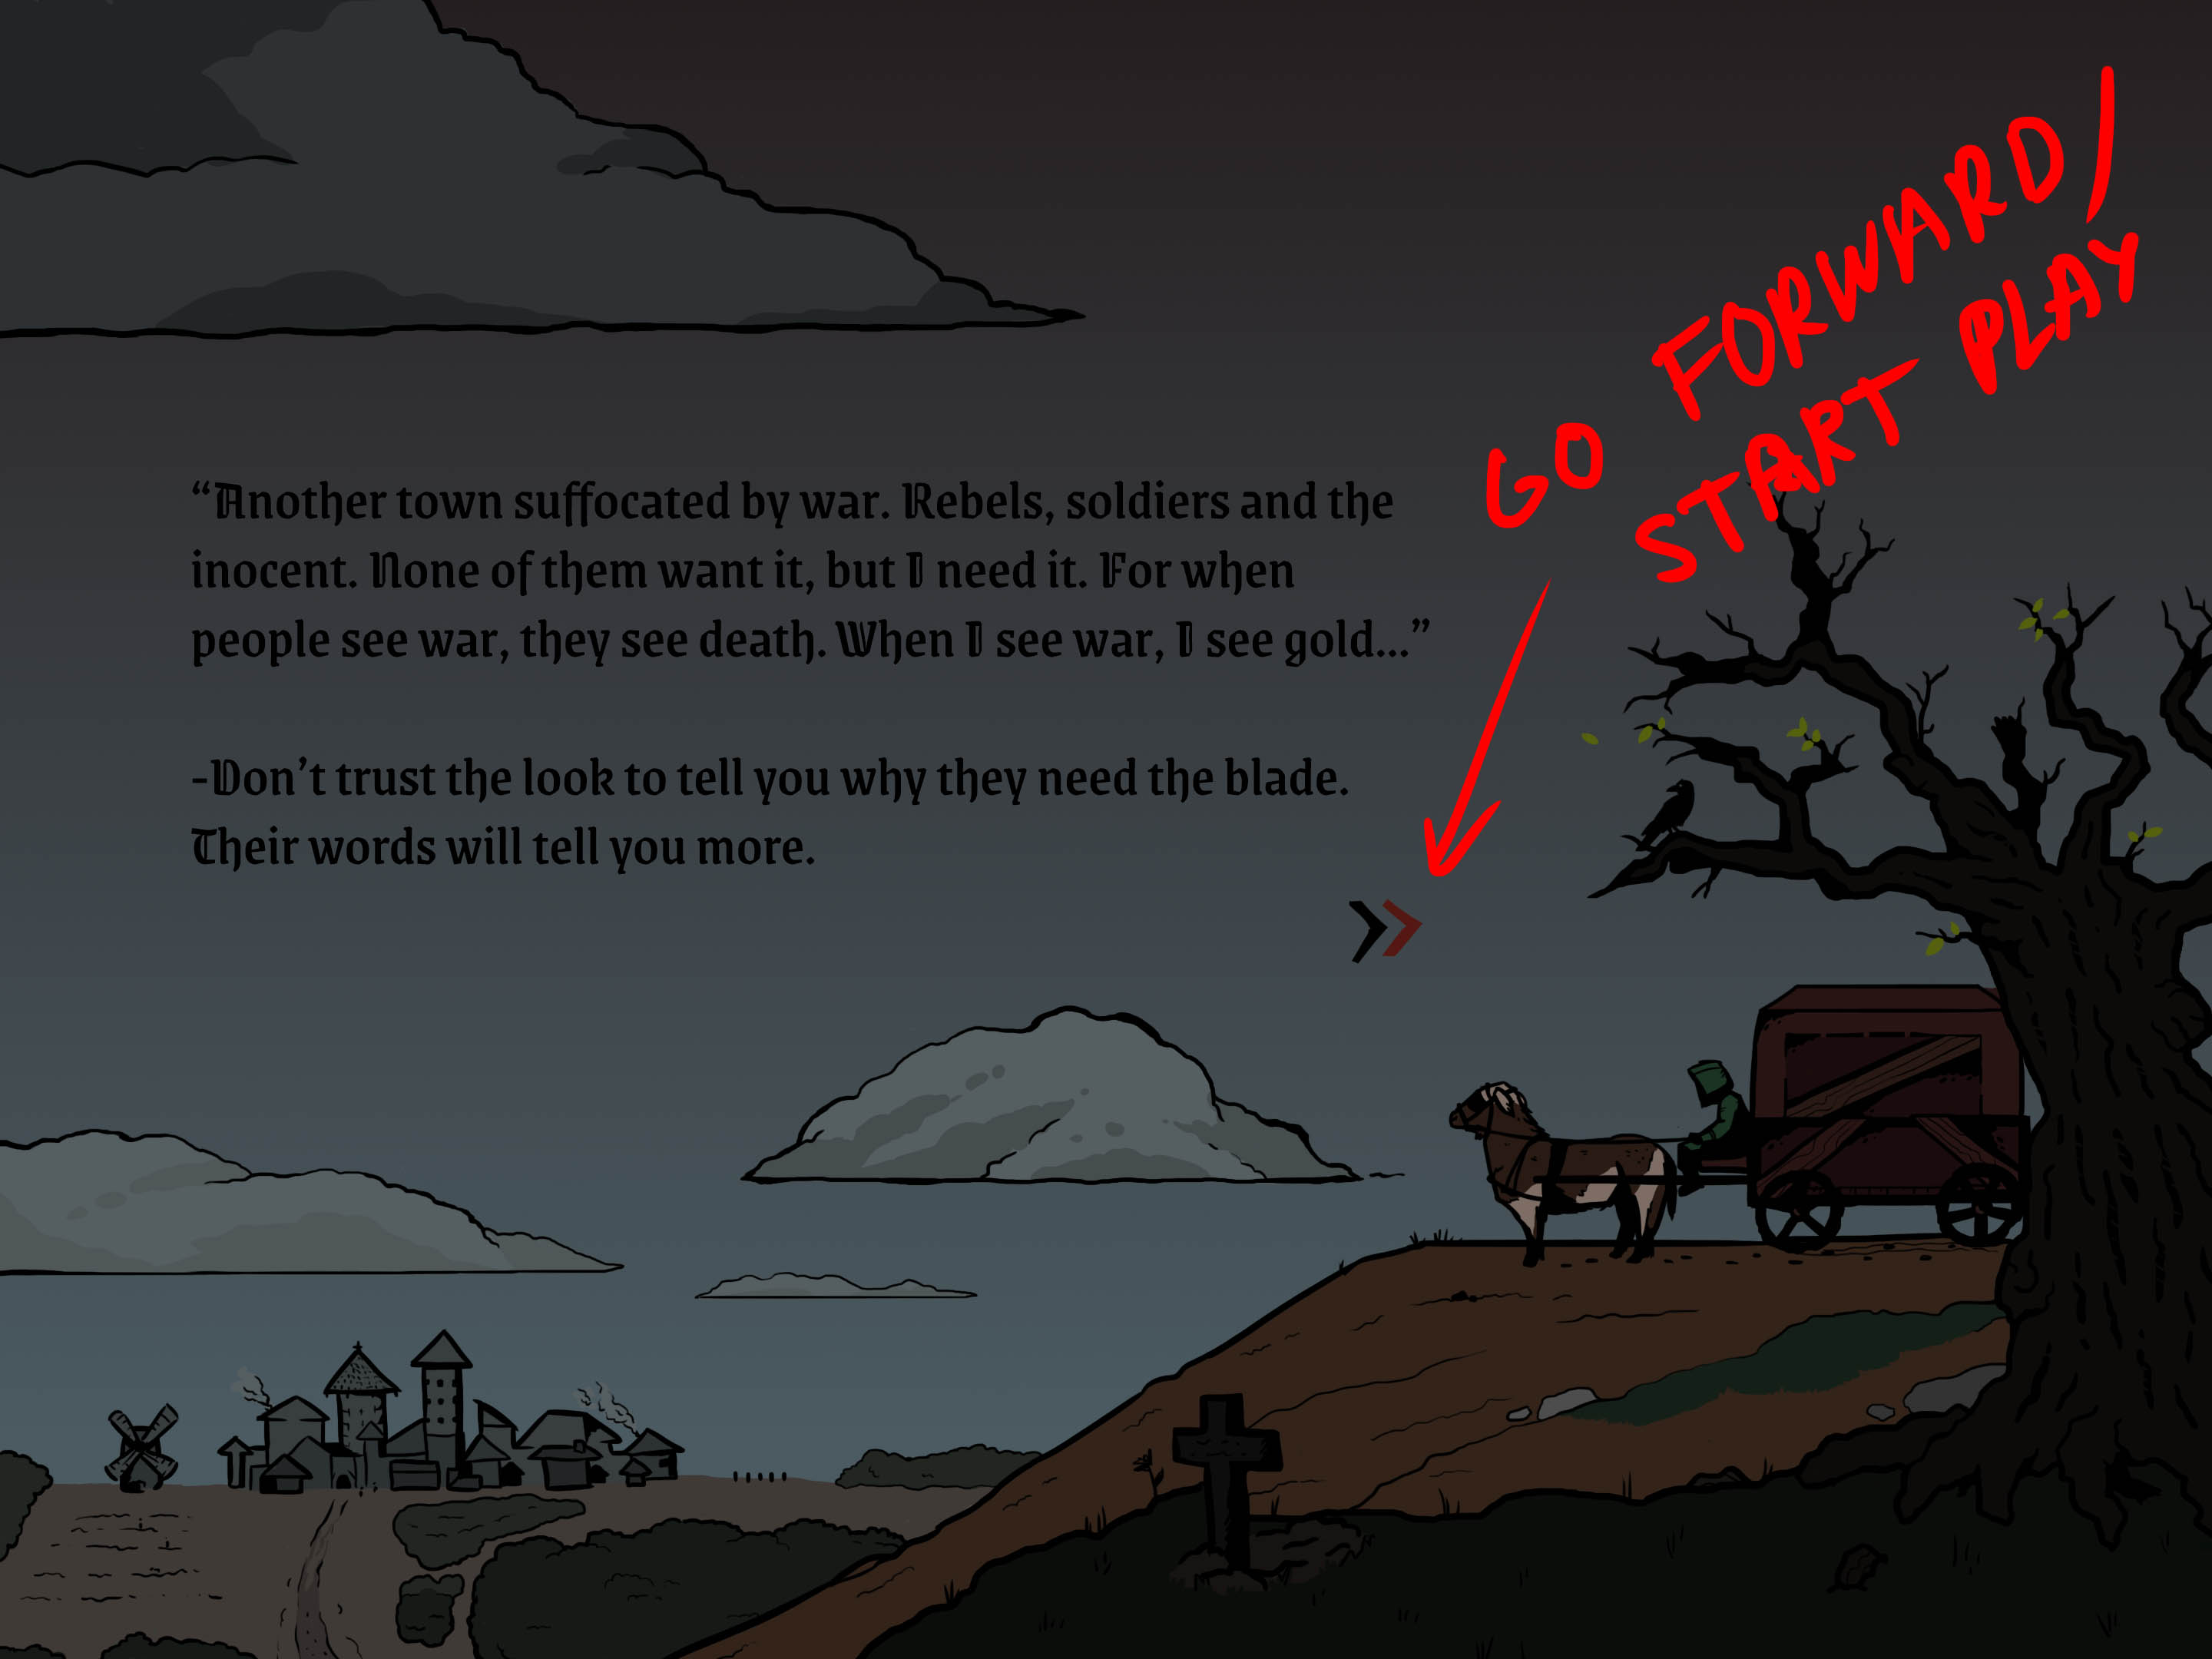 “Another town suffocated by war. Rebels, soldiers and the
inocent. None of them want it, but I need it. For when
people see war, they see death. When I see war, I see gold...”
-Don’t trust the look to tell you why they need the blade.
Their words will tell you more.
GO FORWARD/
START PLAY